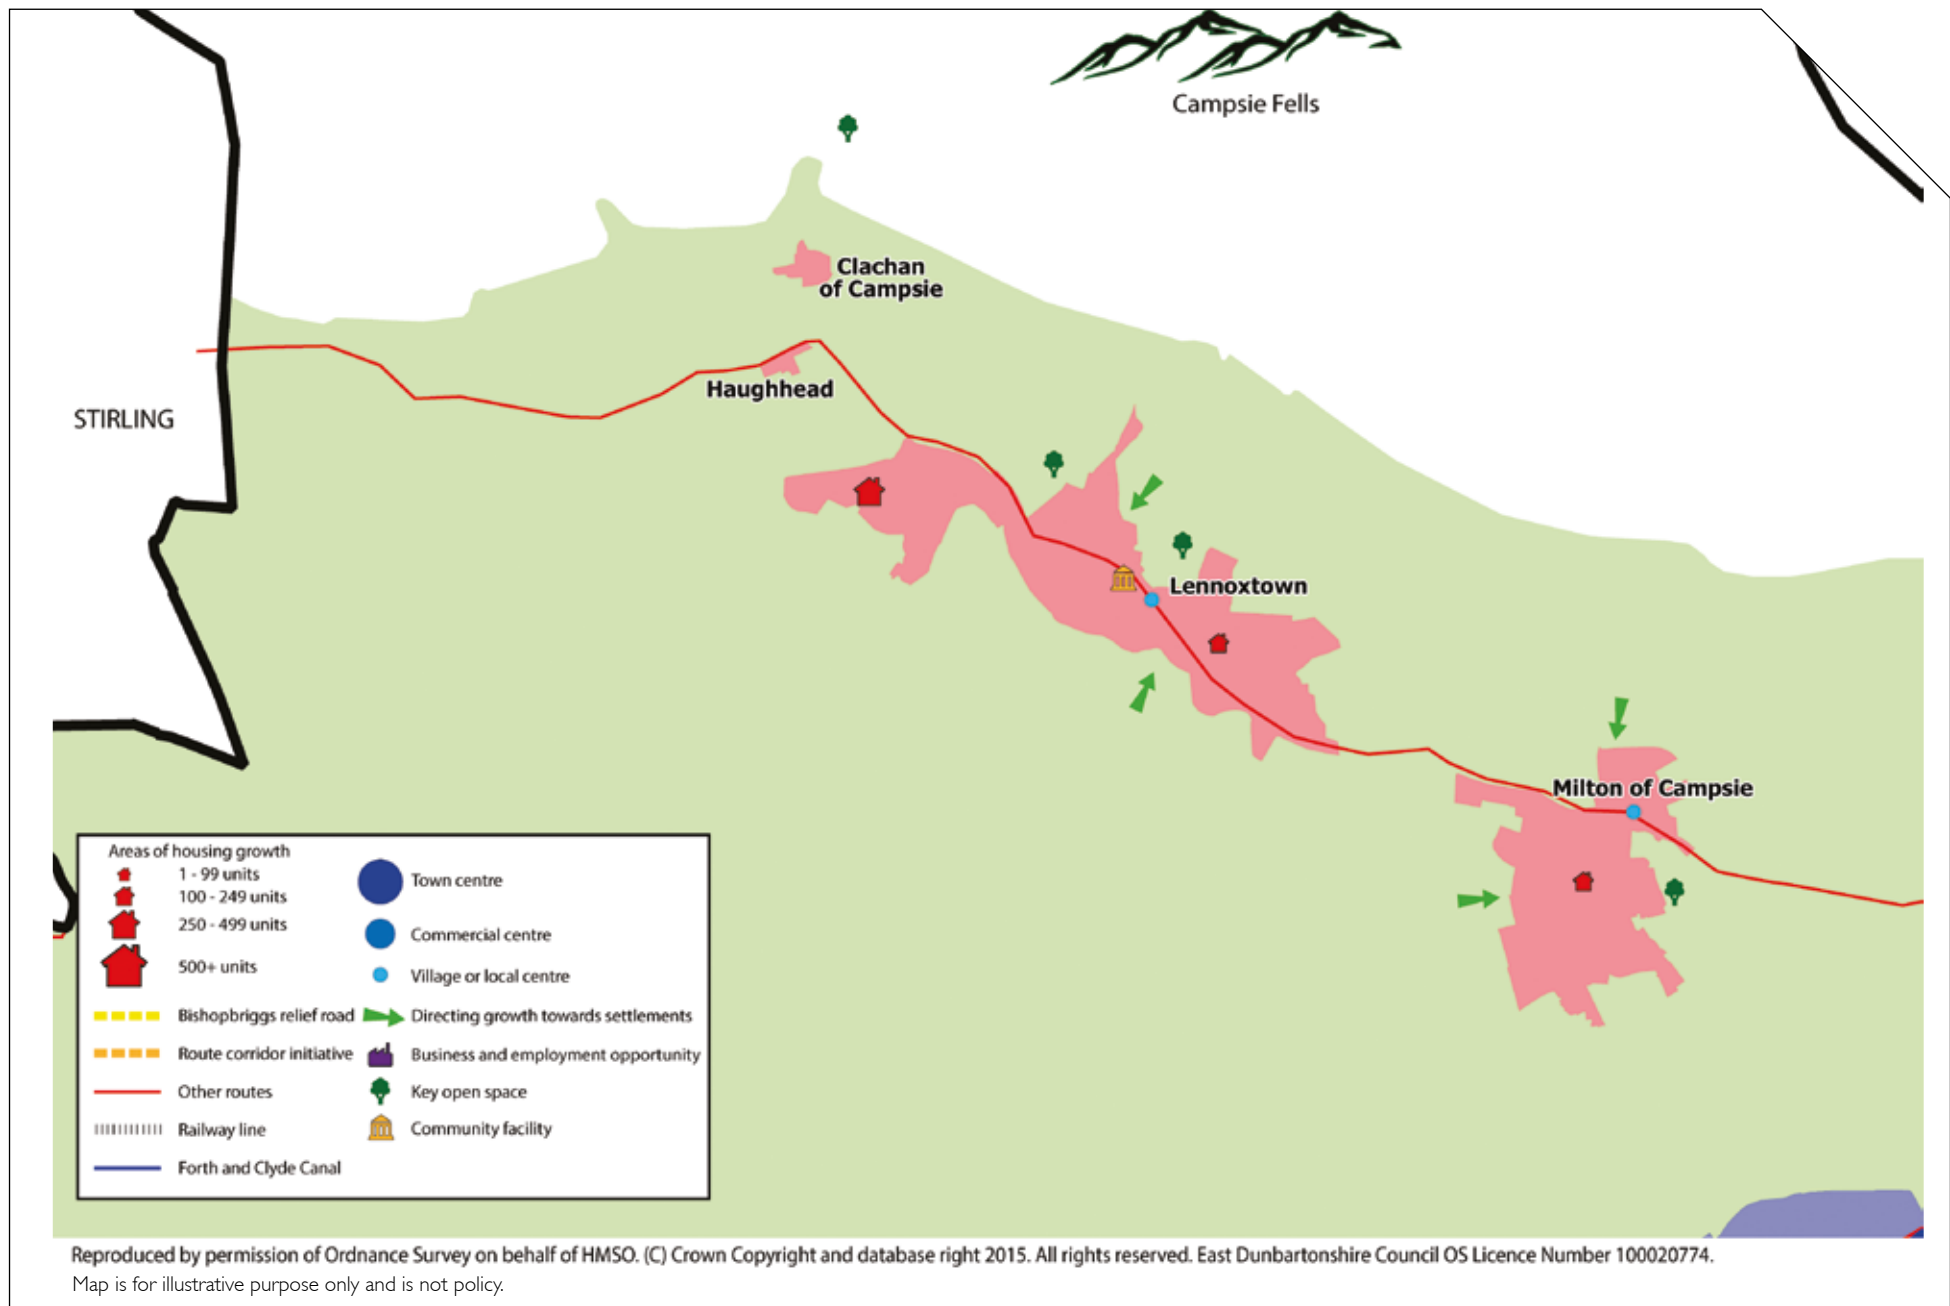 Campsie Fells
Clachan
of Campsie
Haughhead
STIRLING
Lennoxtown
Milton of Campsie
Areas of housing growth
1 - 99 units
100 - 249 units
250 - 499 units
500+ units
Bishopbriggs relief road
Route corridor initiative
Other routes
Railway line
Forth and Clyde Canal
Town centre
Commercial centre
Village or local centre
Directing growth towards settlements
Business and employment opportunity
Key open space
Community facility
Reproduced by permission of Ordnance Survey on behalf of HMSO. (C) Crown Copyright and database right 2015. All rights reserved. East Dunbartonshire Council OS Licence Number 100020774.
Map is for illustrative purpose only and is not policy.